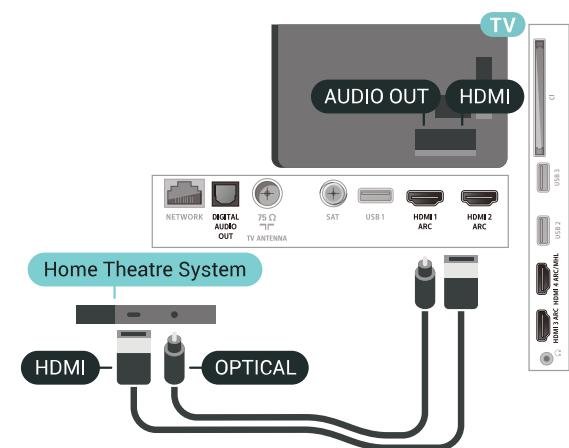 TV
AUDIO OUT HDMI
CI
USB 3
USB 2
HDMI 4 ARC/MHL
HDMI 3 ARC
NETWORK
DIGITAL
AUDIO
OUT
75 Ω
TV ANTENNA
SAT
USB 1
HDMI 1
ARC
HDMI 2
ARC
Home Theatre System
HDMI
OPTICAL